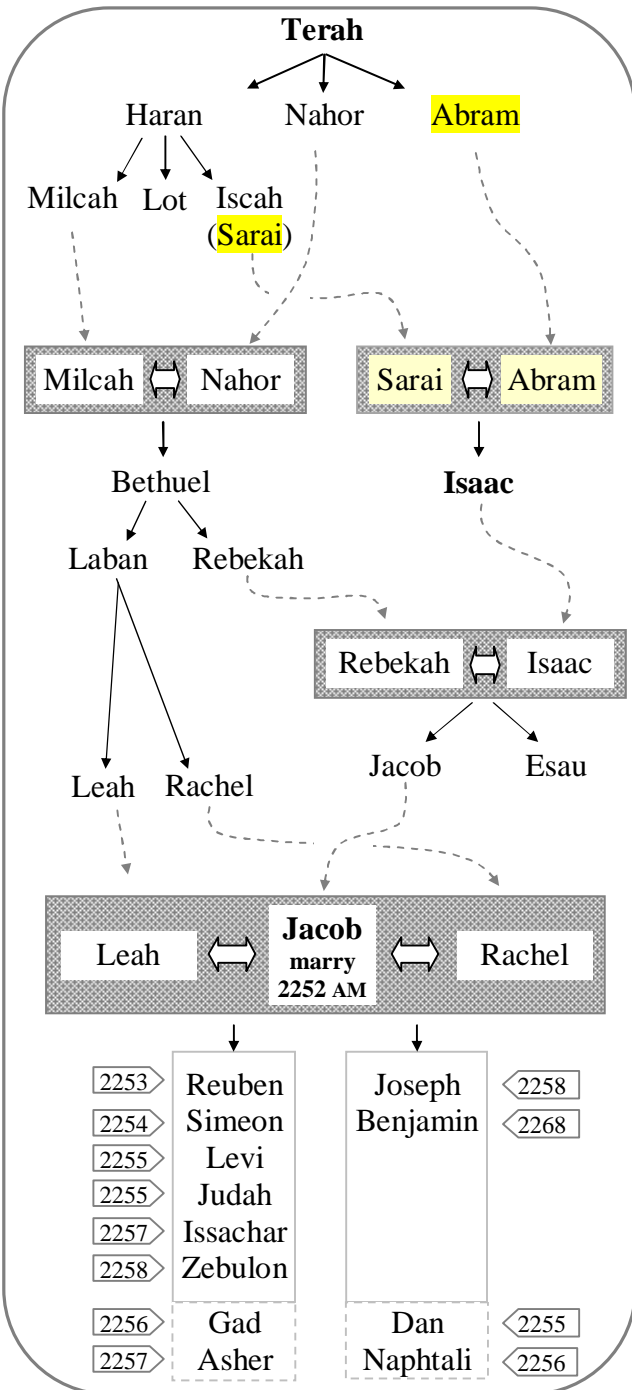 Terah
Haran Nahor Abram
Milcah Lot Iscah
(Sarai)
Milcah Nahor Sarai Abram
Bethuel Isaac
Laban Rebekah
Rebekah Isaac
Jacob Esau
Leah Rachel
Leah Jacob Rachel
marry
2252 AM
2253 Reuben Joseph 2258
2254 Simeon Benjamin 2268
2255 Levi
2255 Judah
2257 Issachar
2258 Zebulon
2256 Gad Dan 2255
2257 Asher Naphtali 2256